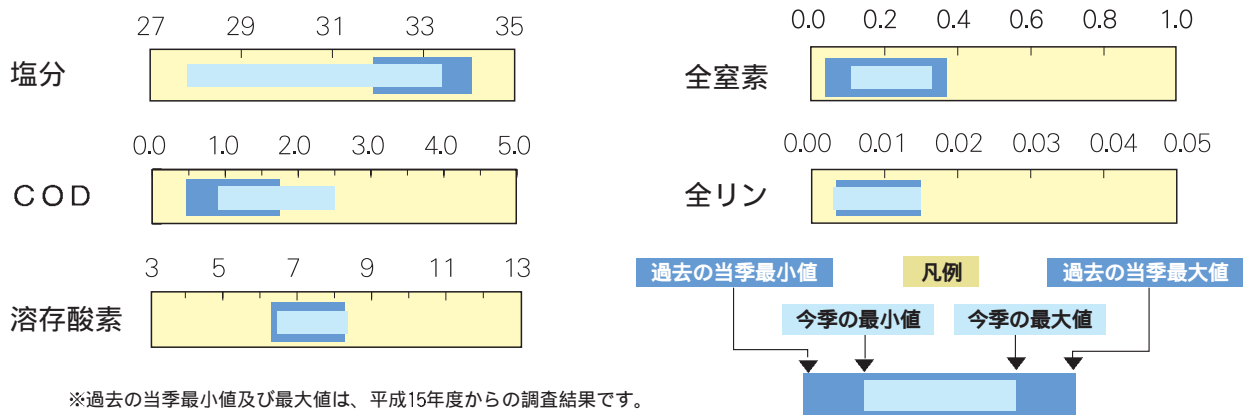 27 29 31 33 35
塩分
0.0 1.0 2.0 3.0 4.0 5.0
COD
3 5 7 9 11 13
溶存酸素
※過去の当季最小値及び最大値は、平成15年度からの調査結果です。
0.0 0.2 0.4 0.6 0.8 1.0
全窒素
0.00 0.01 0.02 0.03 0.04 0.05
全リン
過去の当季最小値 凡例 過去の当季最大値
今季の最小値 今季の最大値